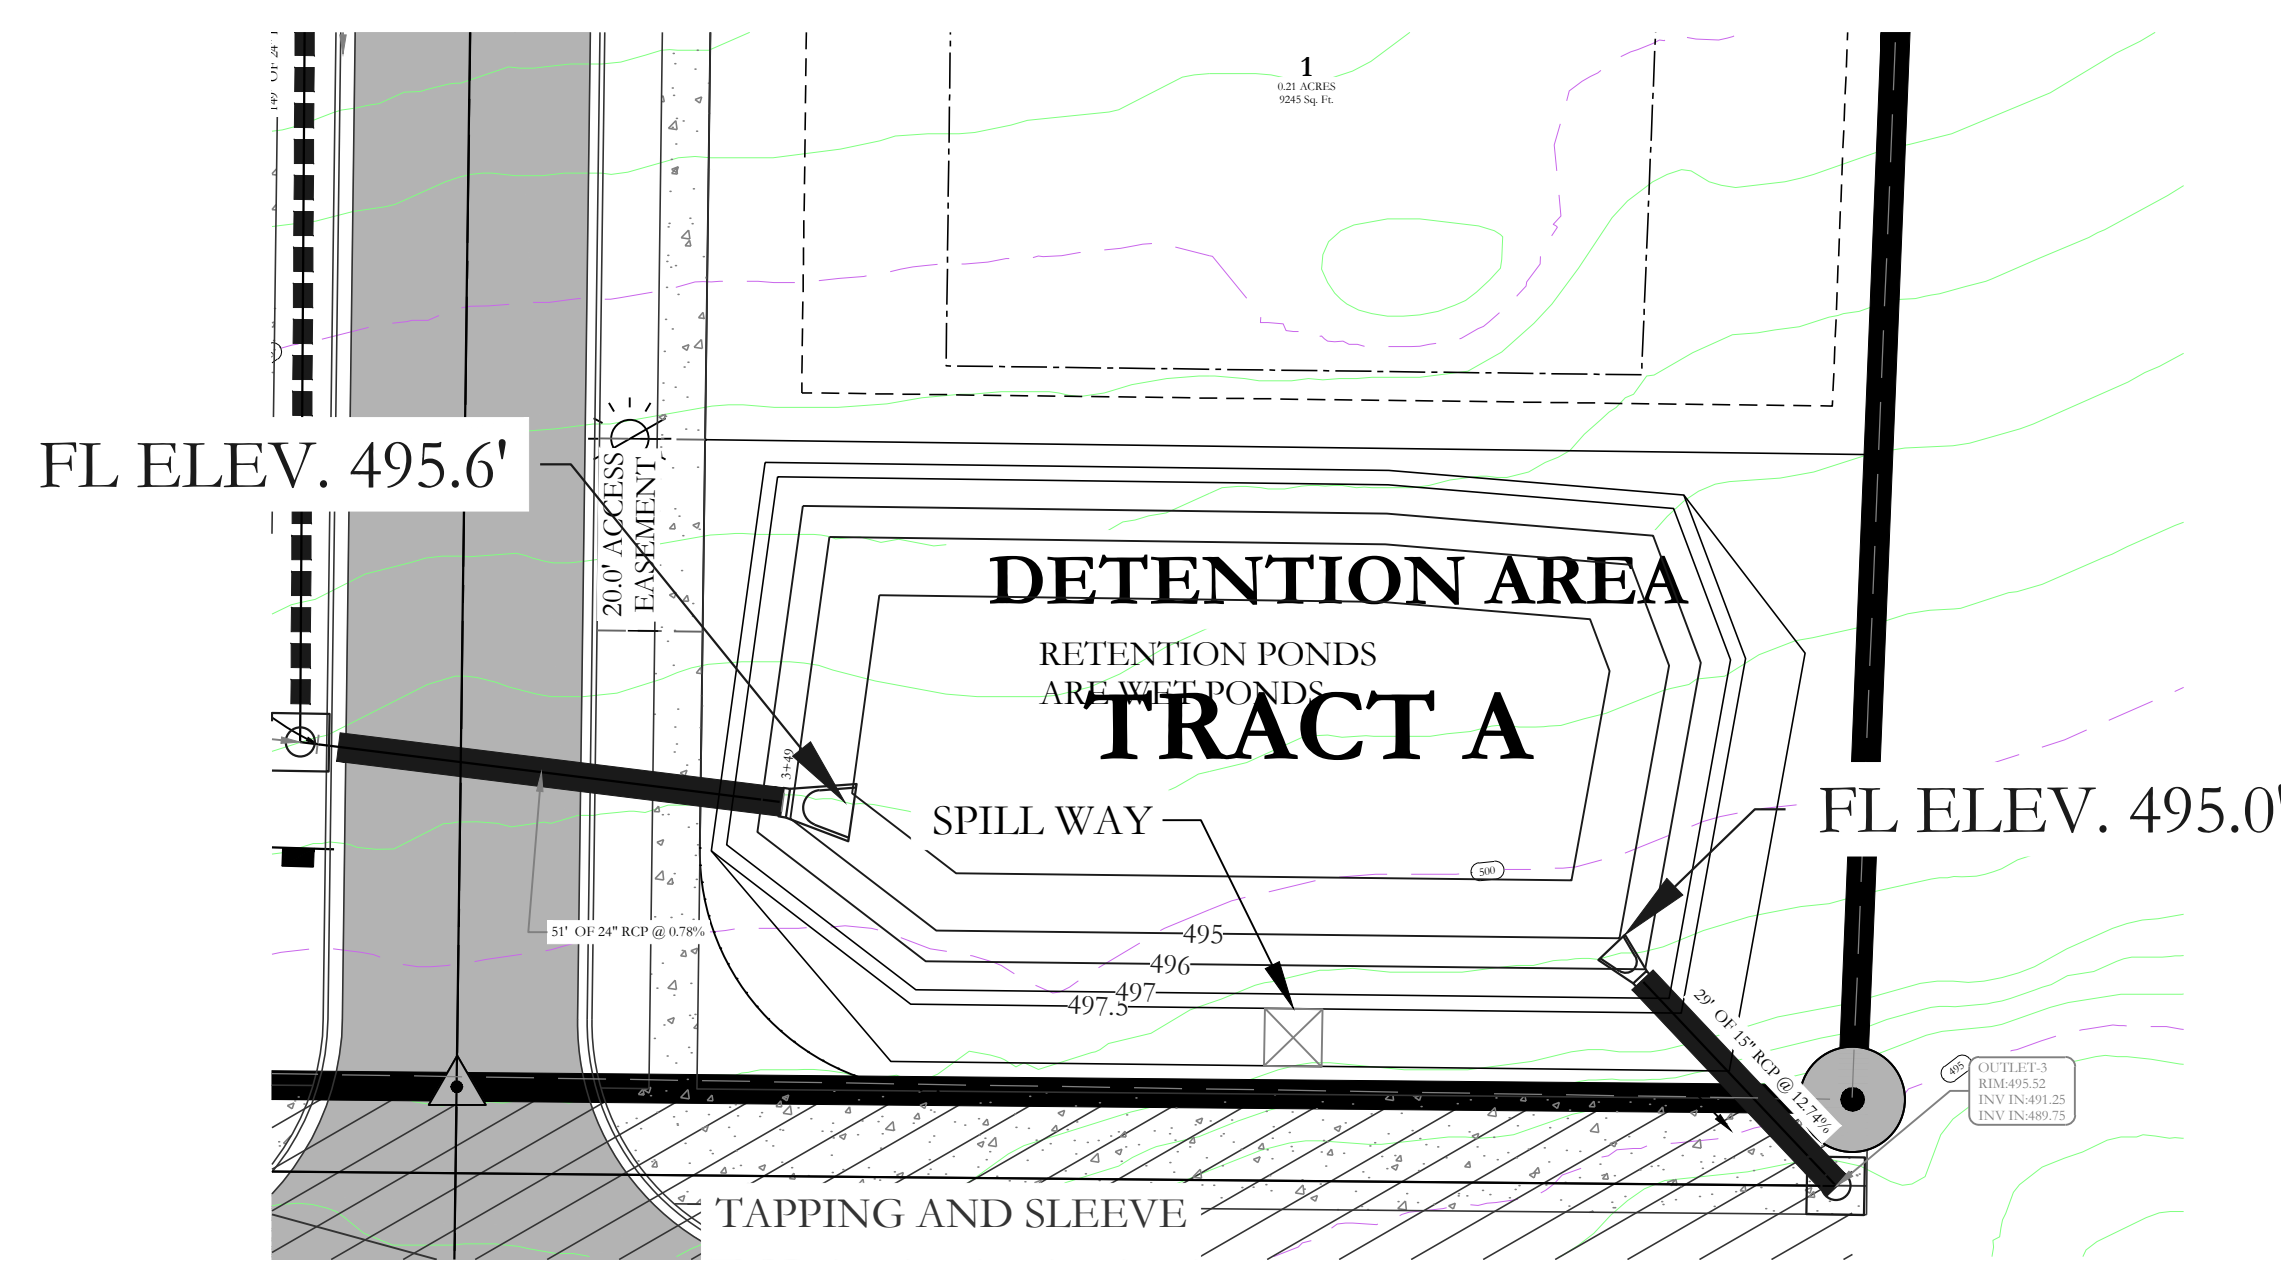 149' OF 24"
1
0.21 ACRES
9245 Sq. Ft.
FL ELEV. 495.6'
20.0' ACCESS
EASEMENT
DETENTION AREA
RETENTION PONDS
ARE WET PONDS
TRACT A
3+49
SPILL WAY
FL ELEV. 495.0'
500
51' OF 24" RCP @ 0.78%
495
496
497
497.5
29' OF 15" RCP @ 12.74%
495
OUTLET-3
RIM:495.52
INV IN:491.25
INV IN:489.75
TAPPING AND SLEEVE